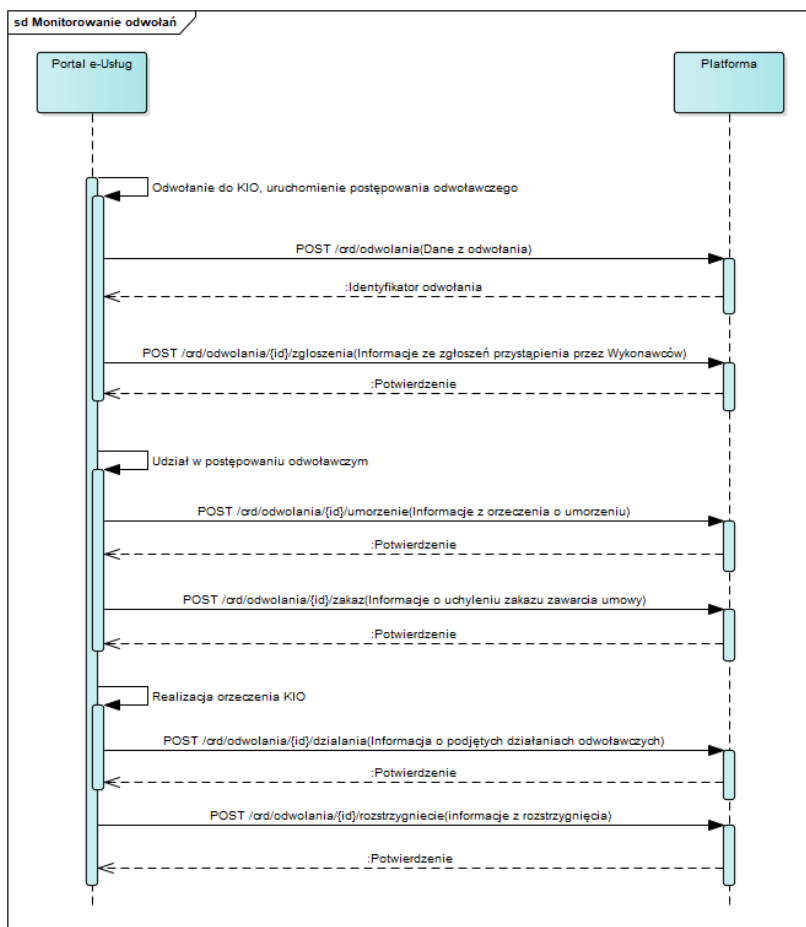 sd Monitorowanie odwołań
Portal e-Usług
Platforma
Odwołanie do KIO, uruchomienie postępowania odwoławczego
POST /crd/odwolania(Dane z odwołania)
:Identyfikator odwołania
POST /crd/odwolania/{id}/zgloszenia(Informacje ze zgłoszeń przystąpienia przez Wykonawców)
:Potwierdzenie
Udział w postępowaniu odwoławczym
POST /crd/odwolania/{id}/umorzenie(Informacje z orzeczenia o umorzeniu)
:Potwierdzenie
POST /crd/odwolania/{id}/zakaz(Informacje o uchyleniu zakazu zawarcia umowy)
:Potwierdzenie
Realizacja orzeczenia KIO
POST /crd/odwolania/{id}/dzialania(Informacja o podjętych działaniach odwoławczych)
:Potwierdzenie
POST /crd/odwolania/{id}/rozstrzygniecie(informacje z rozstrzygnięcia)
:Potwierdzenie